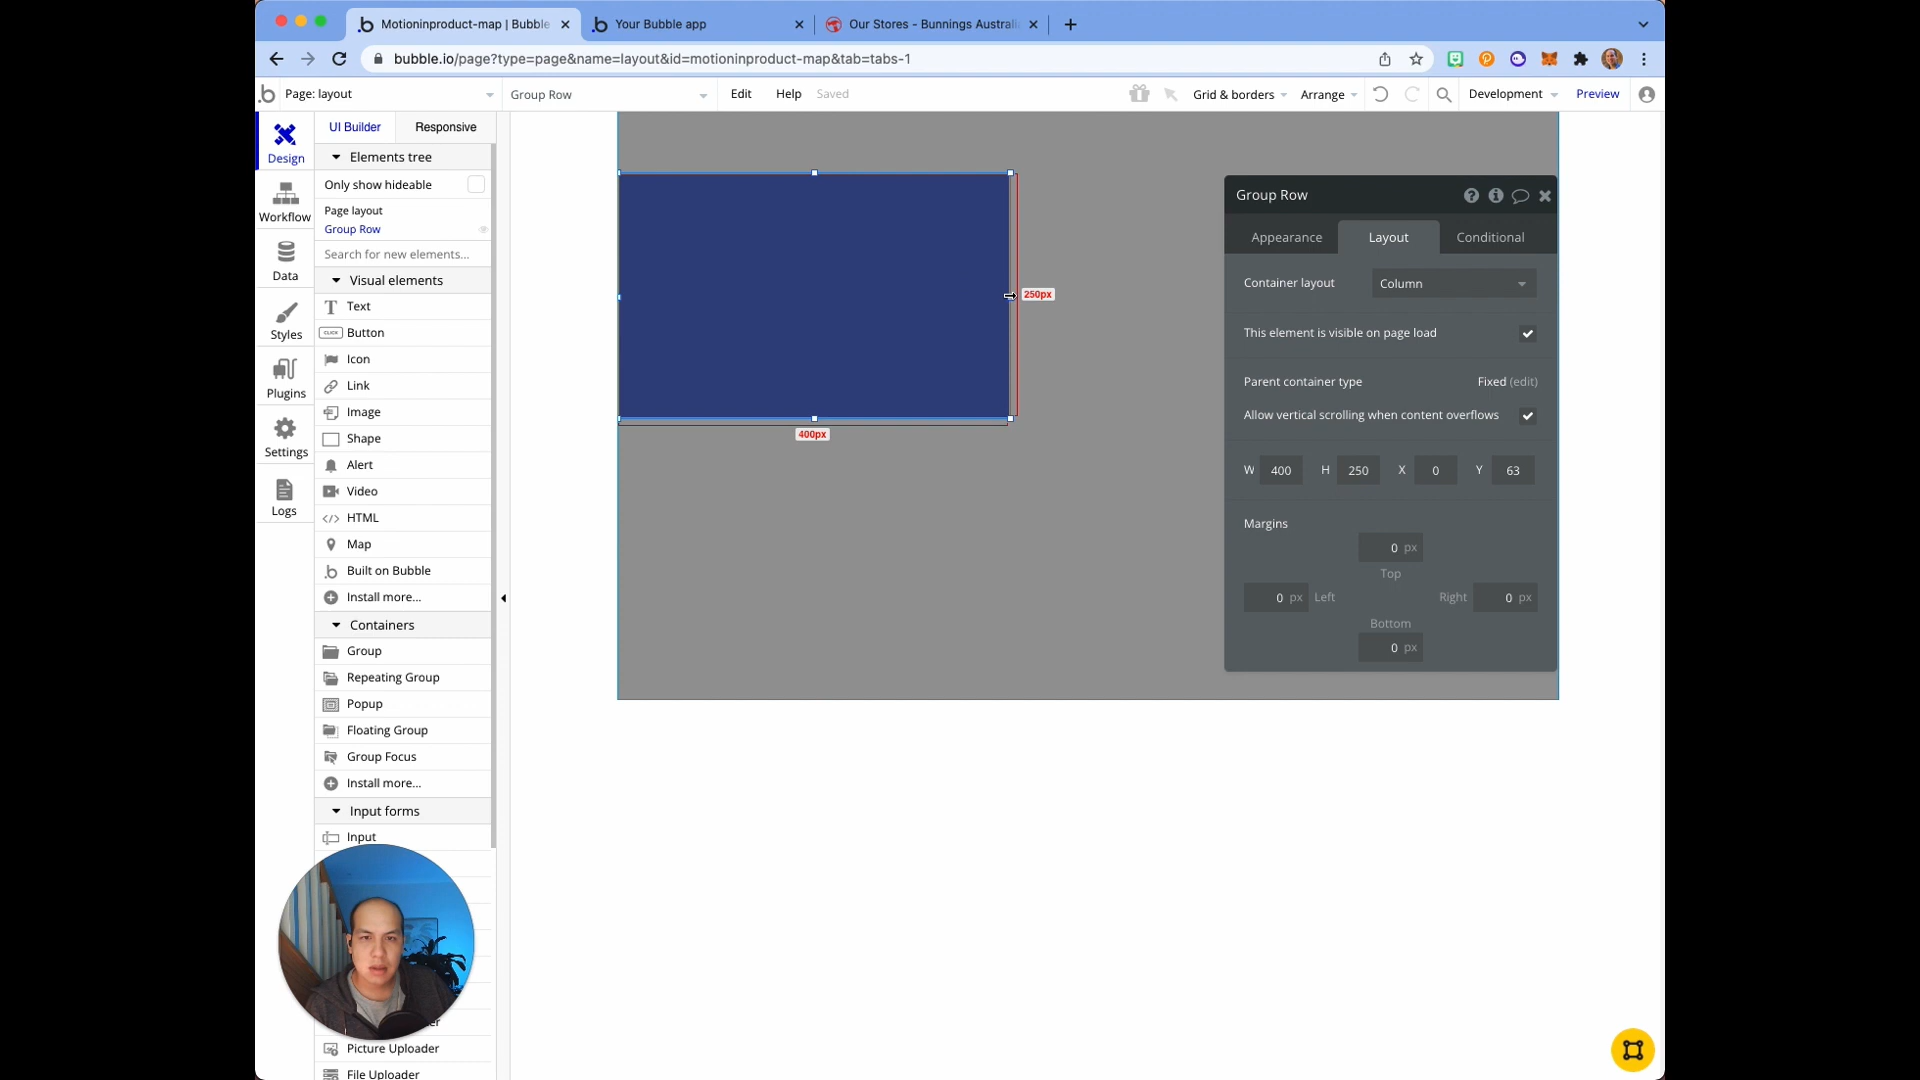 Motioninproduct-map | Bubble
Your Bubble app
Our Stores - Bunnings Australi
bubble.io/page?type=page&name=layout&id=motioninproduct-map&tab=tabs-1
Page: layout
Group Row
Edit
Help
Saved
Grid & borders
Arrange
Development
Preview
Design
Workflow
Data
Styles
Plugins
Settings
Logs
UI Builder
Responsive
Elements tree
Only show hideable
Page layout
Group Row
Search for new elements...
Visual elements
Text
CLICK Button
Icon
Link
Image
Shape
Alert
Video
HTML
Map
Built on Bubble
Install more...
Containers
Group
Repeating Group
Popup
Floating Group
Group Focus
Install more...
Input forms
Input
Picture Uploader
File Uploader
250px
400px
Group Row
Appearance
Layout
Conditional
Container layout
Column
This element is visible on page load
Parent container type
Fixed (edit)
Allow vertical scrolling when content overflows
W 400 H 250 X 0 Y 63
Margins
0 px
Top
0 px Left
Right 0 px
Bottom
0 px